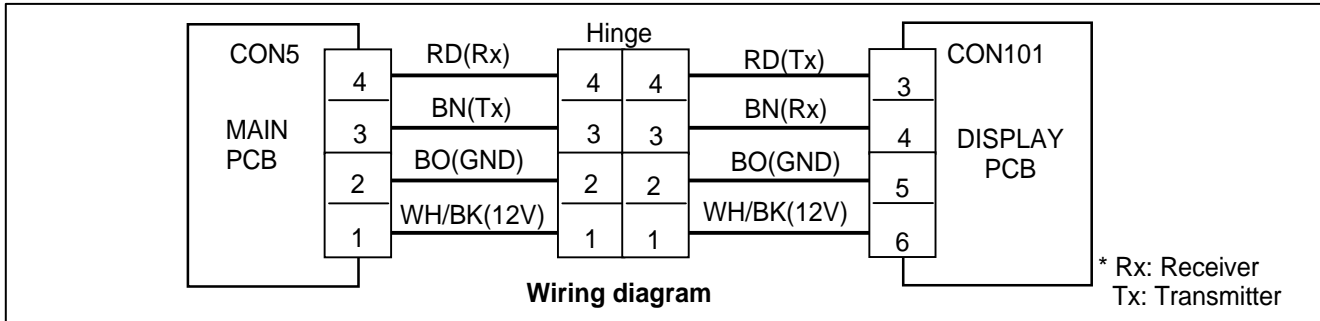 Hinge
CON5 RD(Rx) RD(Tx) CON101
4 4 4 3
BN(Tx) BN(Rx)
MAIN 3 3 3 4 DISPLAY
PCB BO(GND) BO(GND) PCB
2 2 2 5
WH/BK(12V) WH/BK(12V)
1 1 1 6
* Rx: Receiver
Wiring diagram Tx: Transmitter